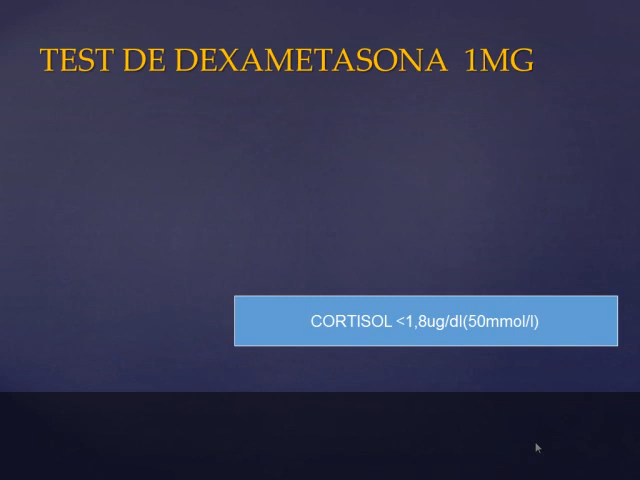 TEST DE DEXAMETASONA 1MG
CORTISOL <1,8ug/dl(50mmol/l)